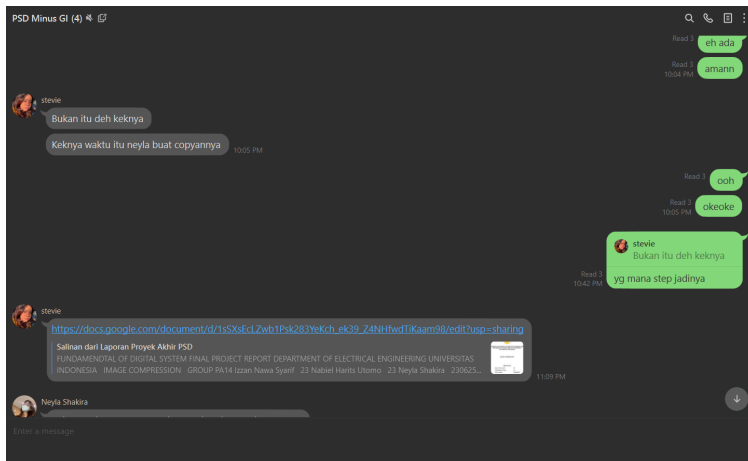 PSD Minus GI (4)
Read 3
eh ada
Read 3
10:04 PM
amann
stevie
Bukan itu deh keknya
Keknya waktu itu neyla buat copyannya
10:05 PM
Read 3
ooh
Read 3
10:05 PM
okeoke
stevie
Bukan itu deh keknya
Read 3
10:42 PM
yg mana step jadinya
stevie
https://docs.google.com/document/d/1sSXsEcLZwb1Psk283YeKch_ek39_Z4NHfwdTiKaam98/edit?usp=sharing
Salinan dari Laporan Proyek Akhir PSD
FUNDAMENOTAL OF DIGITAL SYSTEM FINAL PROJECT REPORT DEPARTMENT OF ELECTRICAL ENGINEERING UNIVERSITAS
INDONESIA IMAGE COMPRESSION GROUP PA14 Izzan Nawa Syarif 23 Nabiel Harits Utomo 23 Neyla Shakira 230625...
11:09 PM
Neyla Shakira
Enter a message